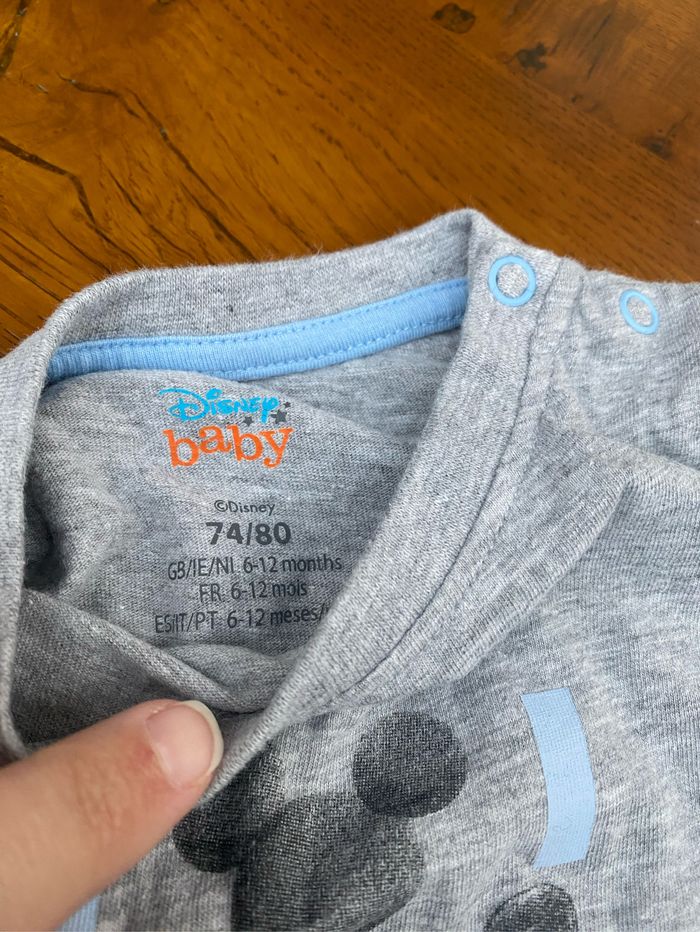 Disney
baby
©Disney
74/80
GB/IE/NI 6-12 months
FR 6-12 mois
ES/IT/PT 6-12 meses/